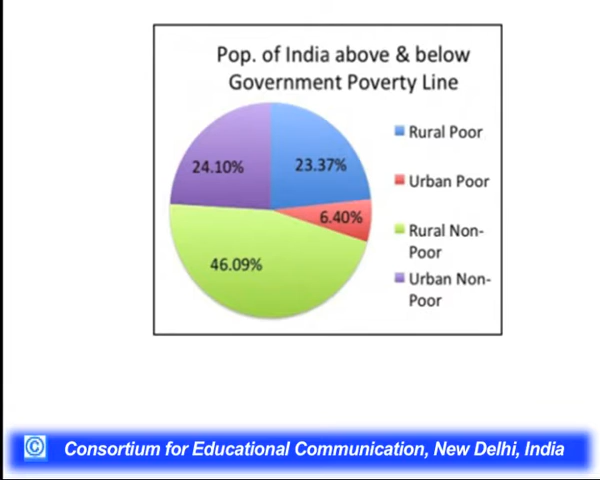 Pop. of India above & below
Government Poverty Line
24.10%
23.37%
6.40%
46.09%
Rural Poor
Urban Poor
Rural Non-
Poor
Urban Non-
Poor
© Consortium for Educational Communication, New Delhi, India